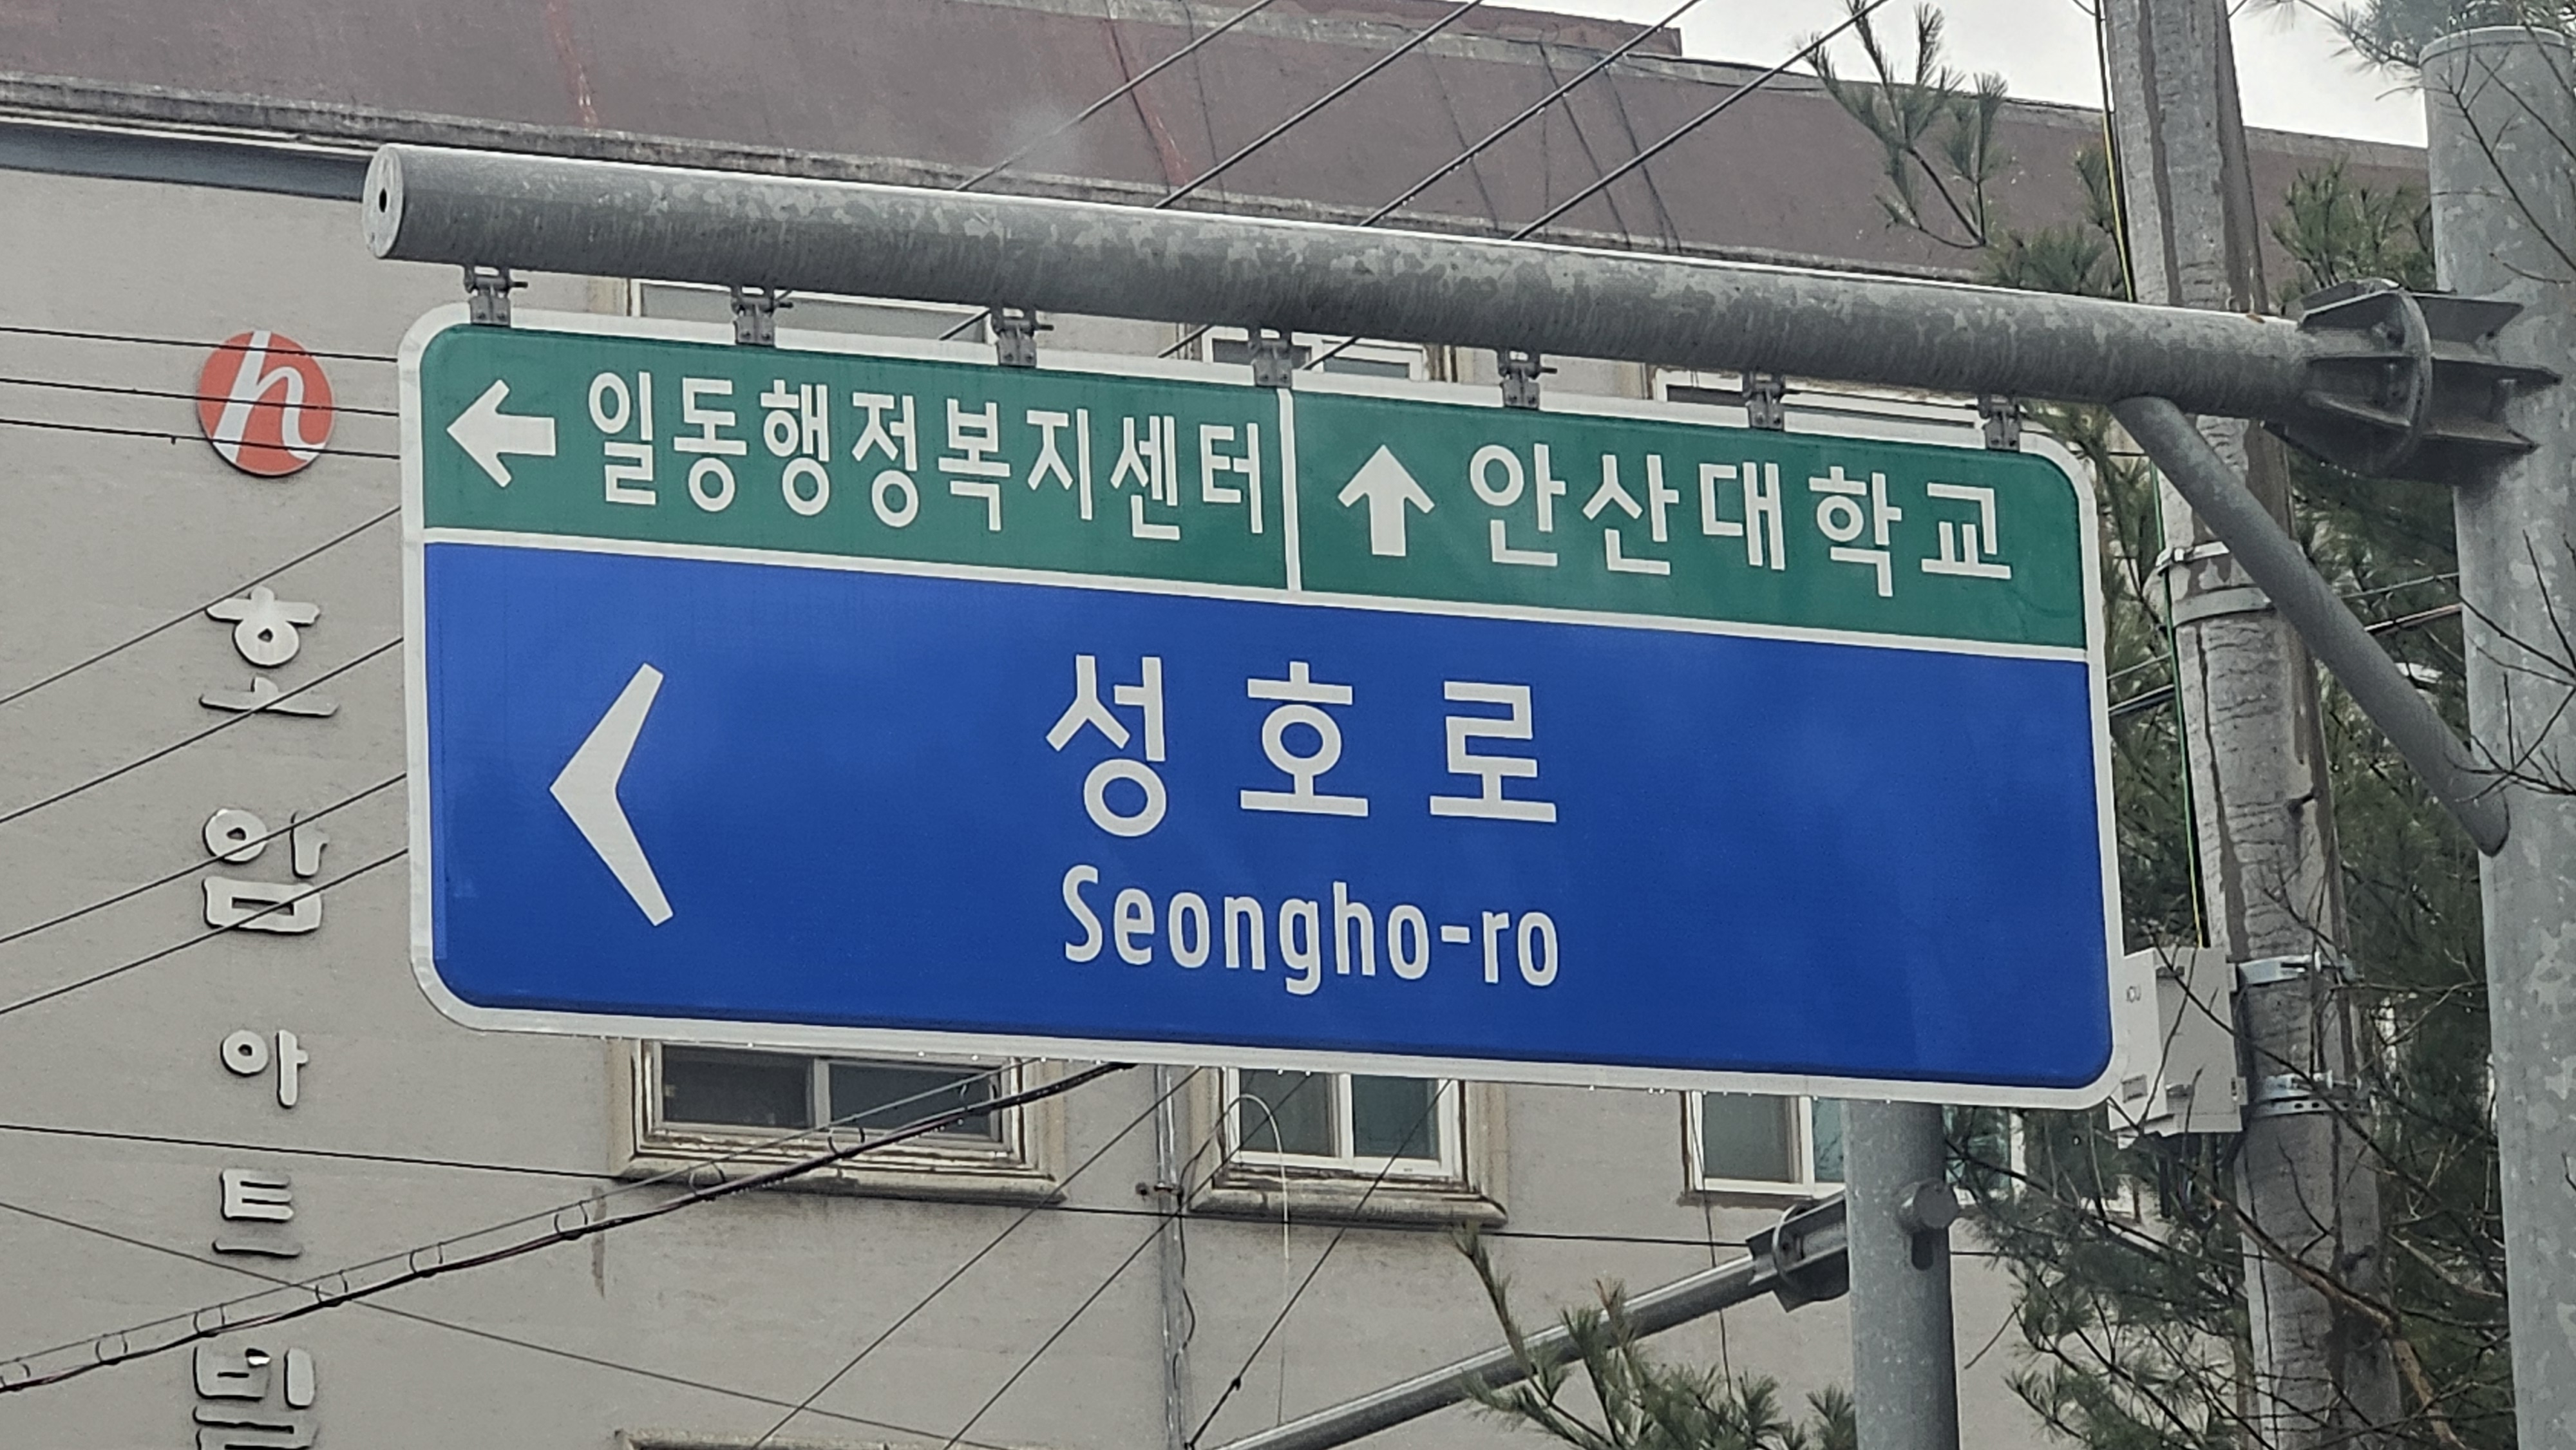 일동행정복지센터
안산대학교
성호로
Seongho-ro
h
호
암
아
트
빌